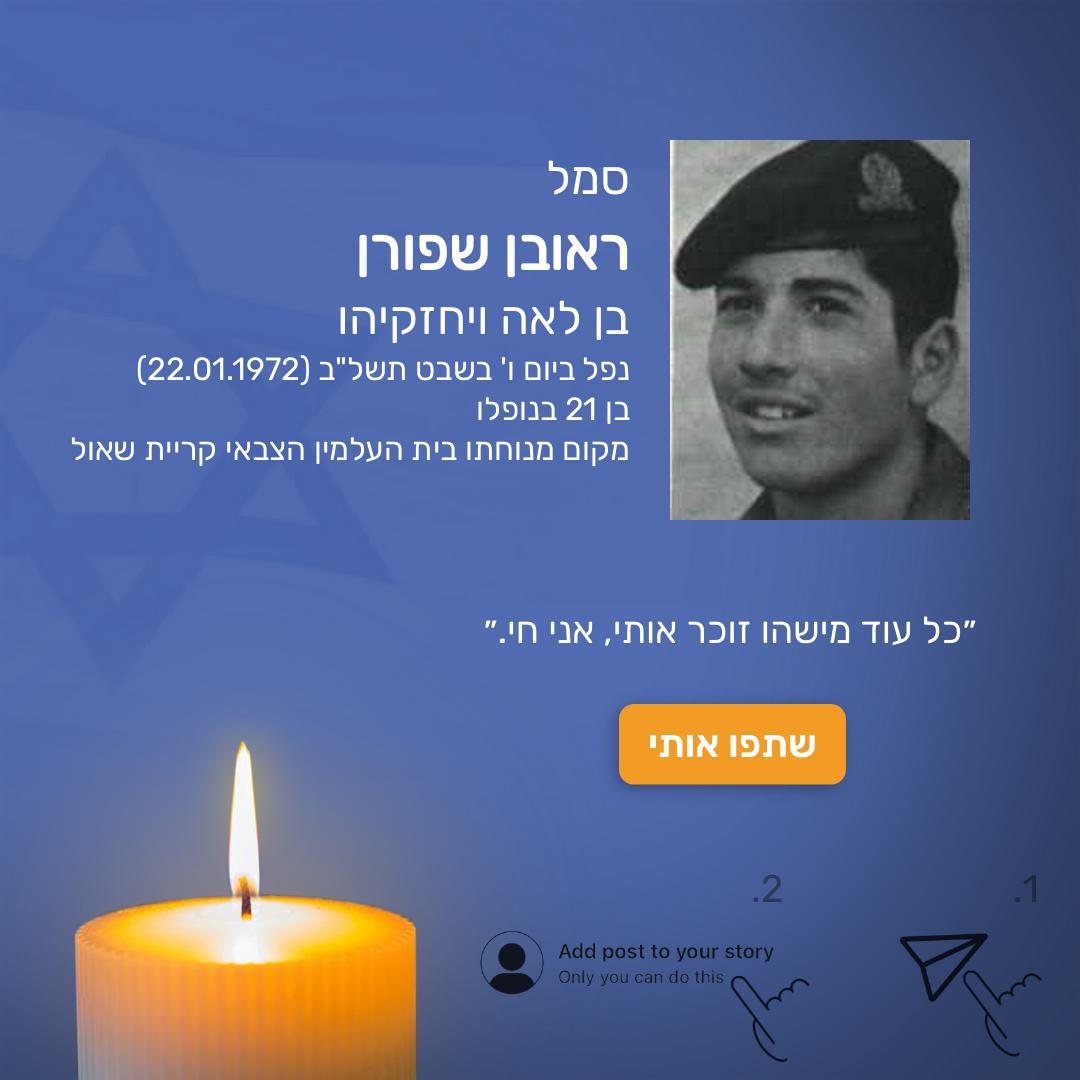 סמל
ראובן שפורן
בן לאה ויחזקיהו
נפל ביום ו' בשבט תשל"ב (22.01.1972)
בן 21 בנופלו
מקום מנוחתו בית העלמין הצבאי קריית שאול
״כל עוד מישהו זוכר אותי, אני חי.״
שתפו אותי
1.
2.
Add post to your story
Only you can do this